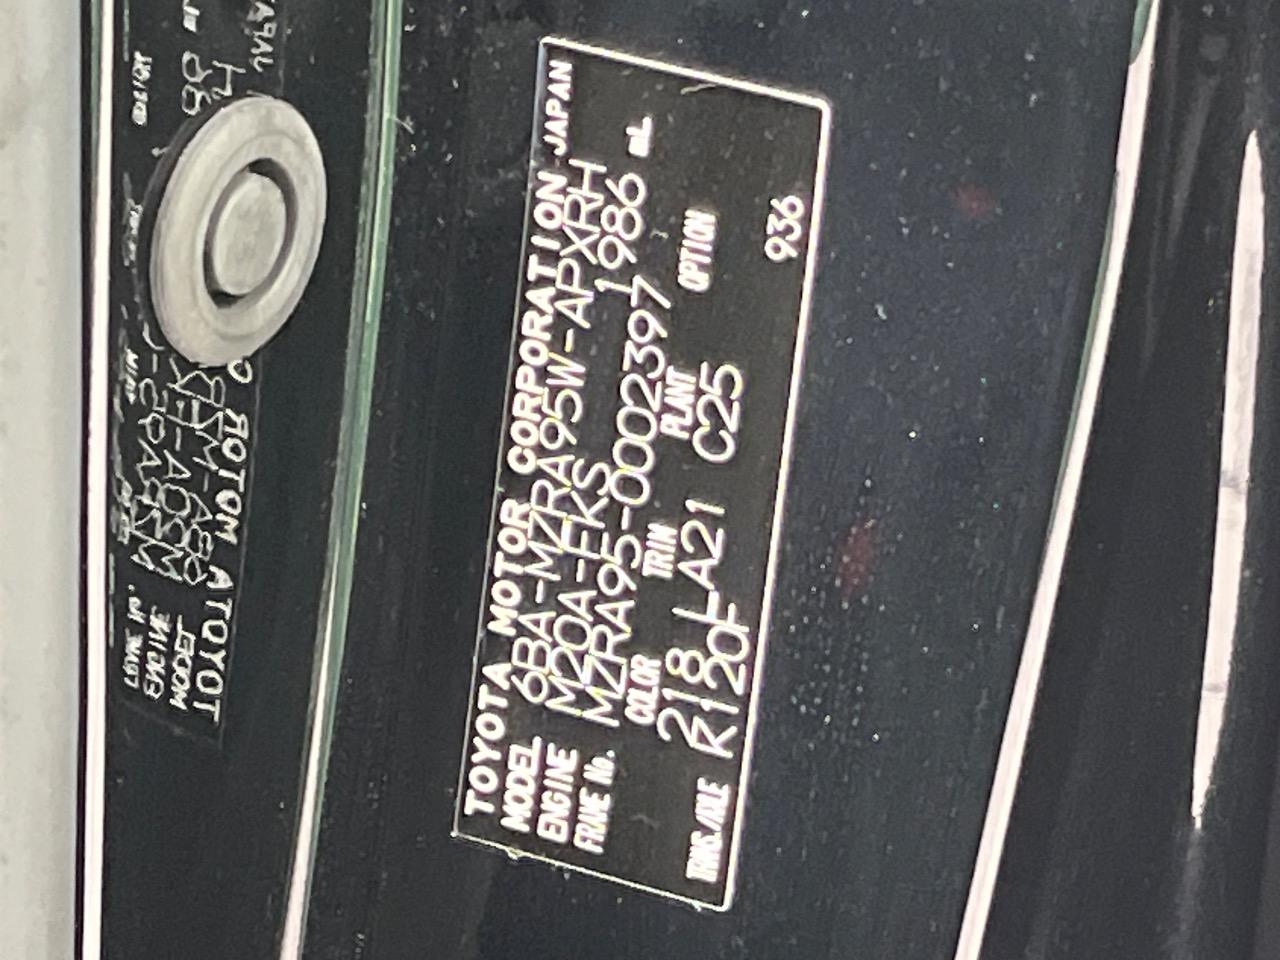 TOYOTA MOTOR CORPORATION JAPAN
MODEL 6BA-MZRA95W-APXRH
ENGINE M20A-FKS 1986 mL
FRAME No. MZRA95-0002397
COLOR TRIM PLANT OPTION
218 LA21 C25
TRANS./AXLE R120F 936